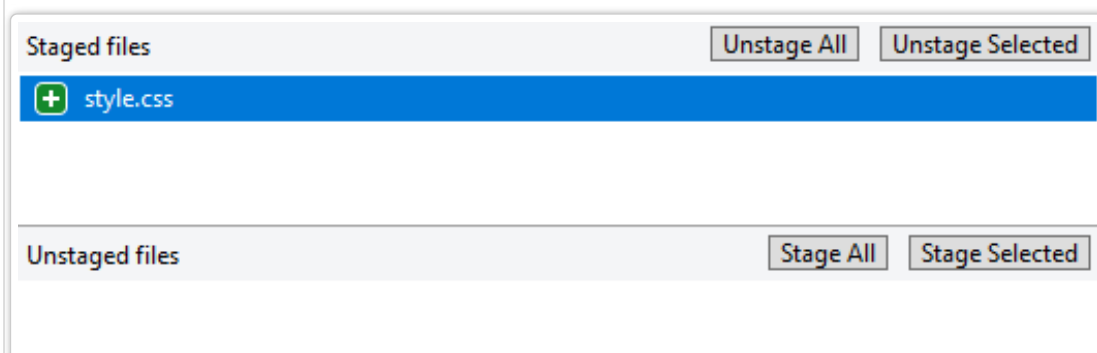 Staged files Unstage All Unstage Selected
style.css
Unstaged files Stage All Stage Selected